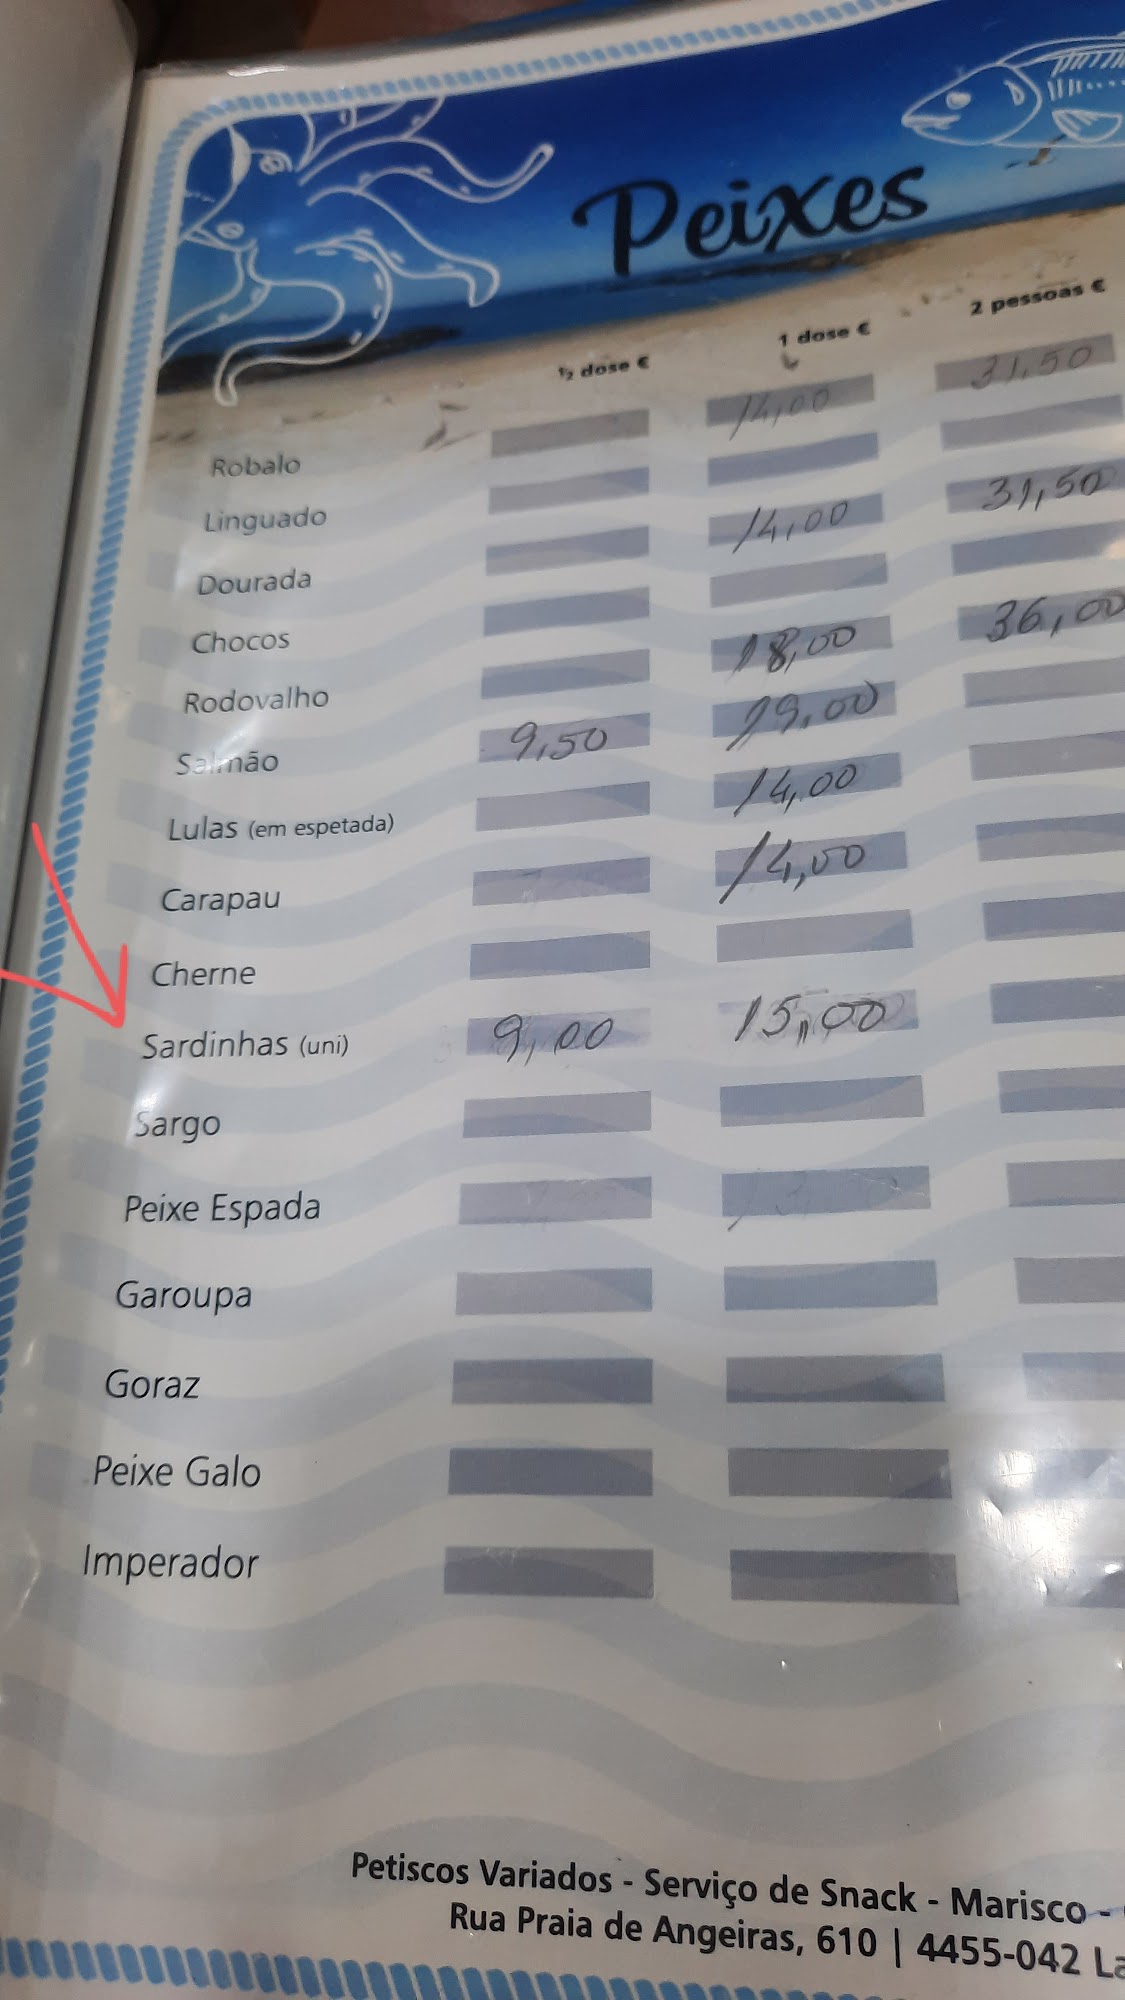 Peixes
½ dose € 1 dose € 2 pessoas €
Robalo 14,00 31,50
Linguado
Dourada 14,00 31,50
Chocos
Rodovalho 18,00 36,00
Salmão 9,50 19,00
Lulas (em espetada) 14,00
Carapau 14,00
Cherne
Sardinhas (uni) 9,00 15,00
Sargo
Peixe Espada
Garoupa
Goraz
Peixe Galo
Imperador
Petiscos Variados - Serviço de Snack - Marisco -
Rua Praia de Angeiras, 610 | 4455-042